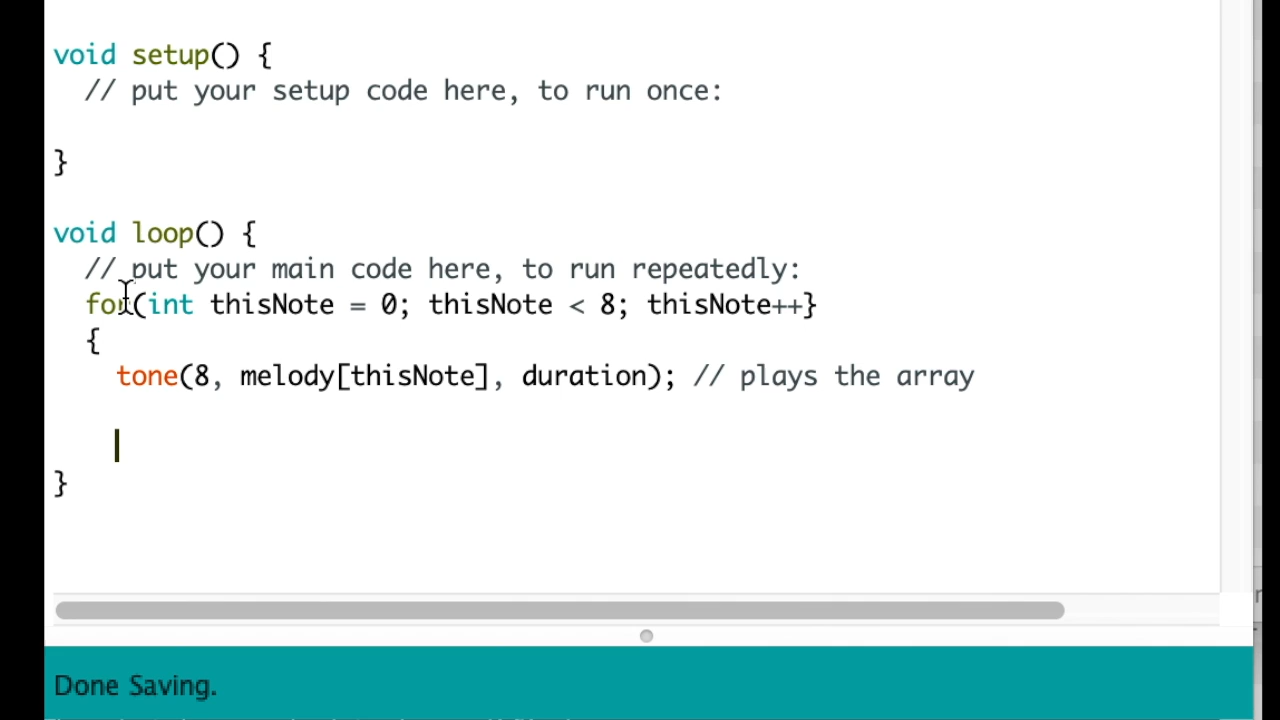 void setup() {
// put your setup code here, to run once:
}
void loop() {
// put your main code here, to run repeatedly:
for(int thisNote = 0; thisNote < 8; thisNote++}
{
tone(8, melody[thisNote], duration); // plays the array
}
Done Saving.